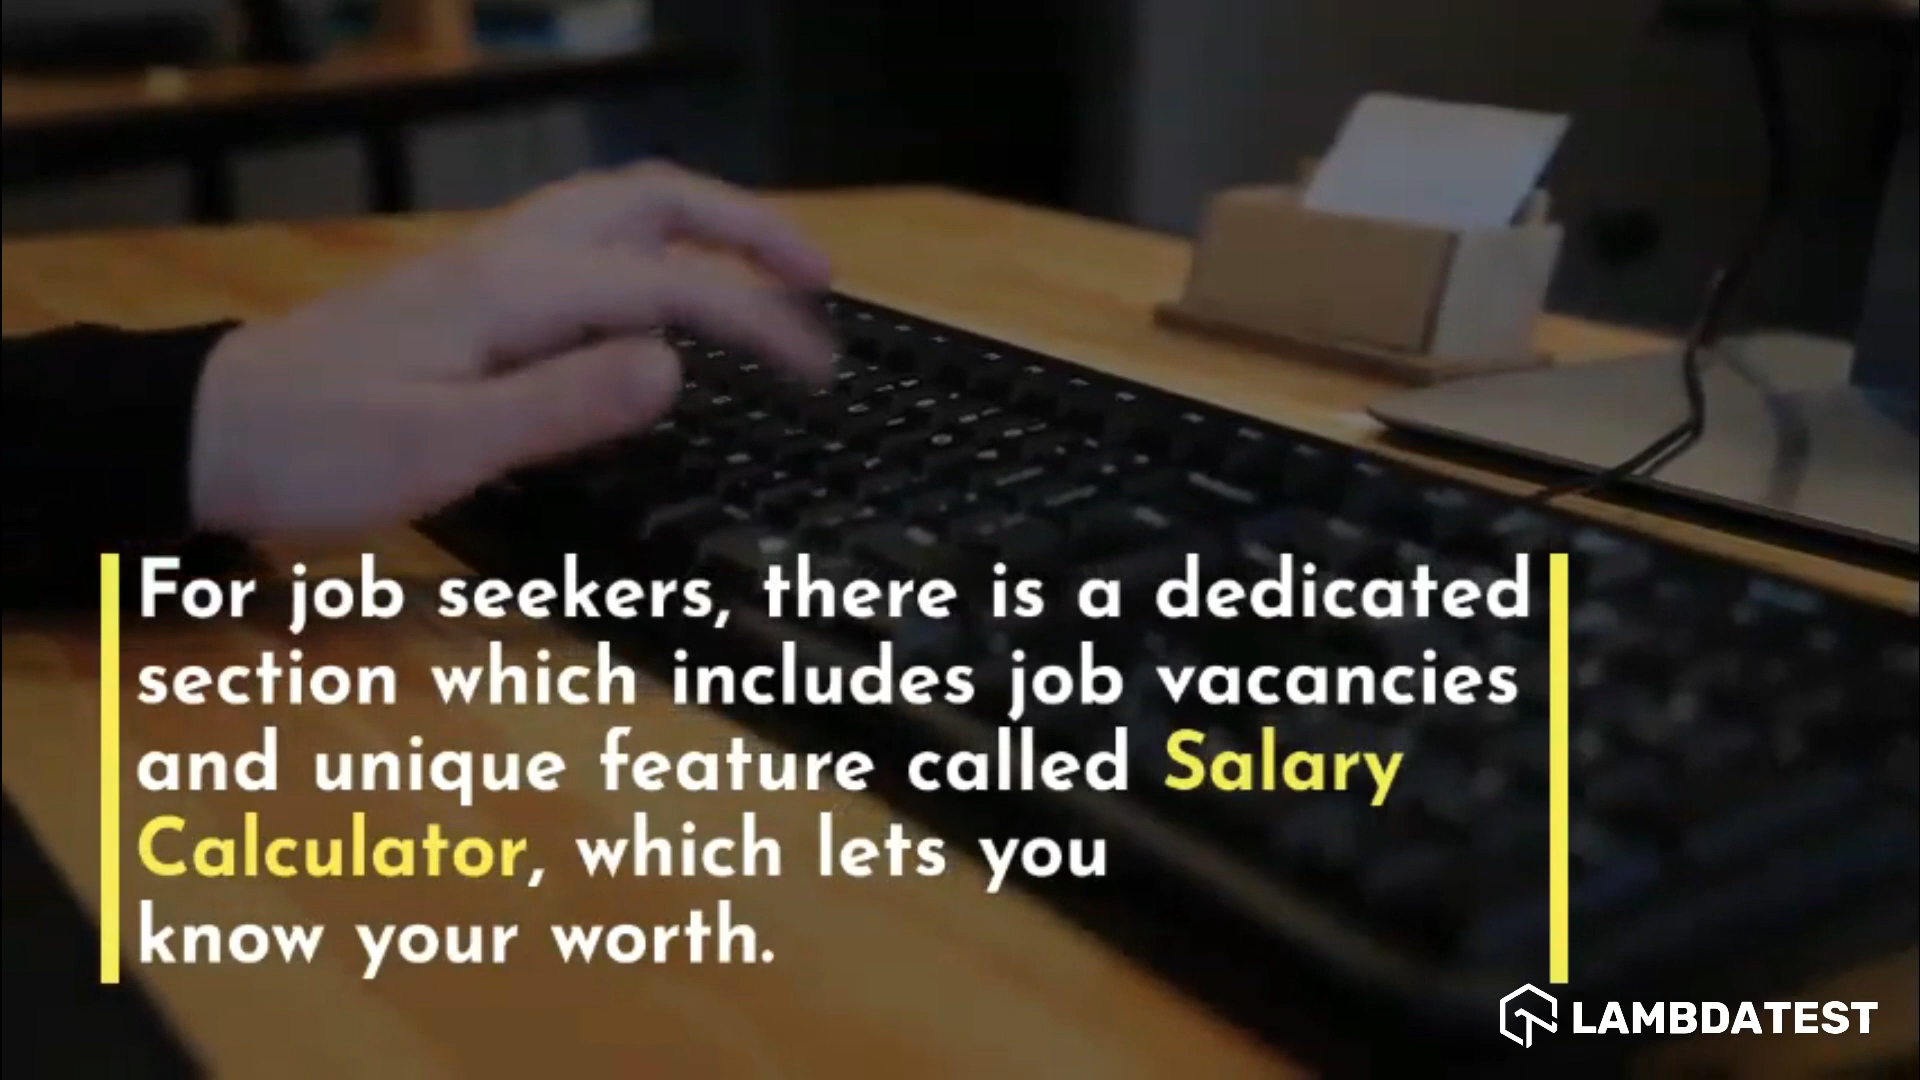 For job seekers, there is a dedicated
section which includes job vacancies
and unique feature called Salary
Calculator, which lets you
know your worth.
LAMBDATEST